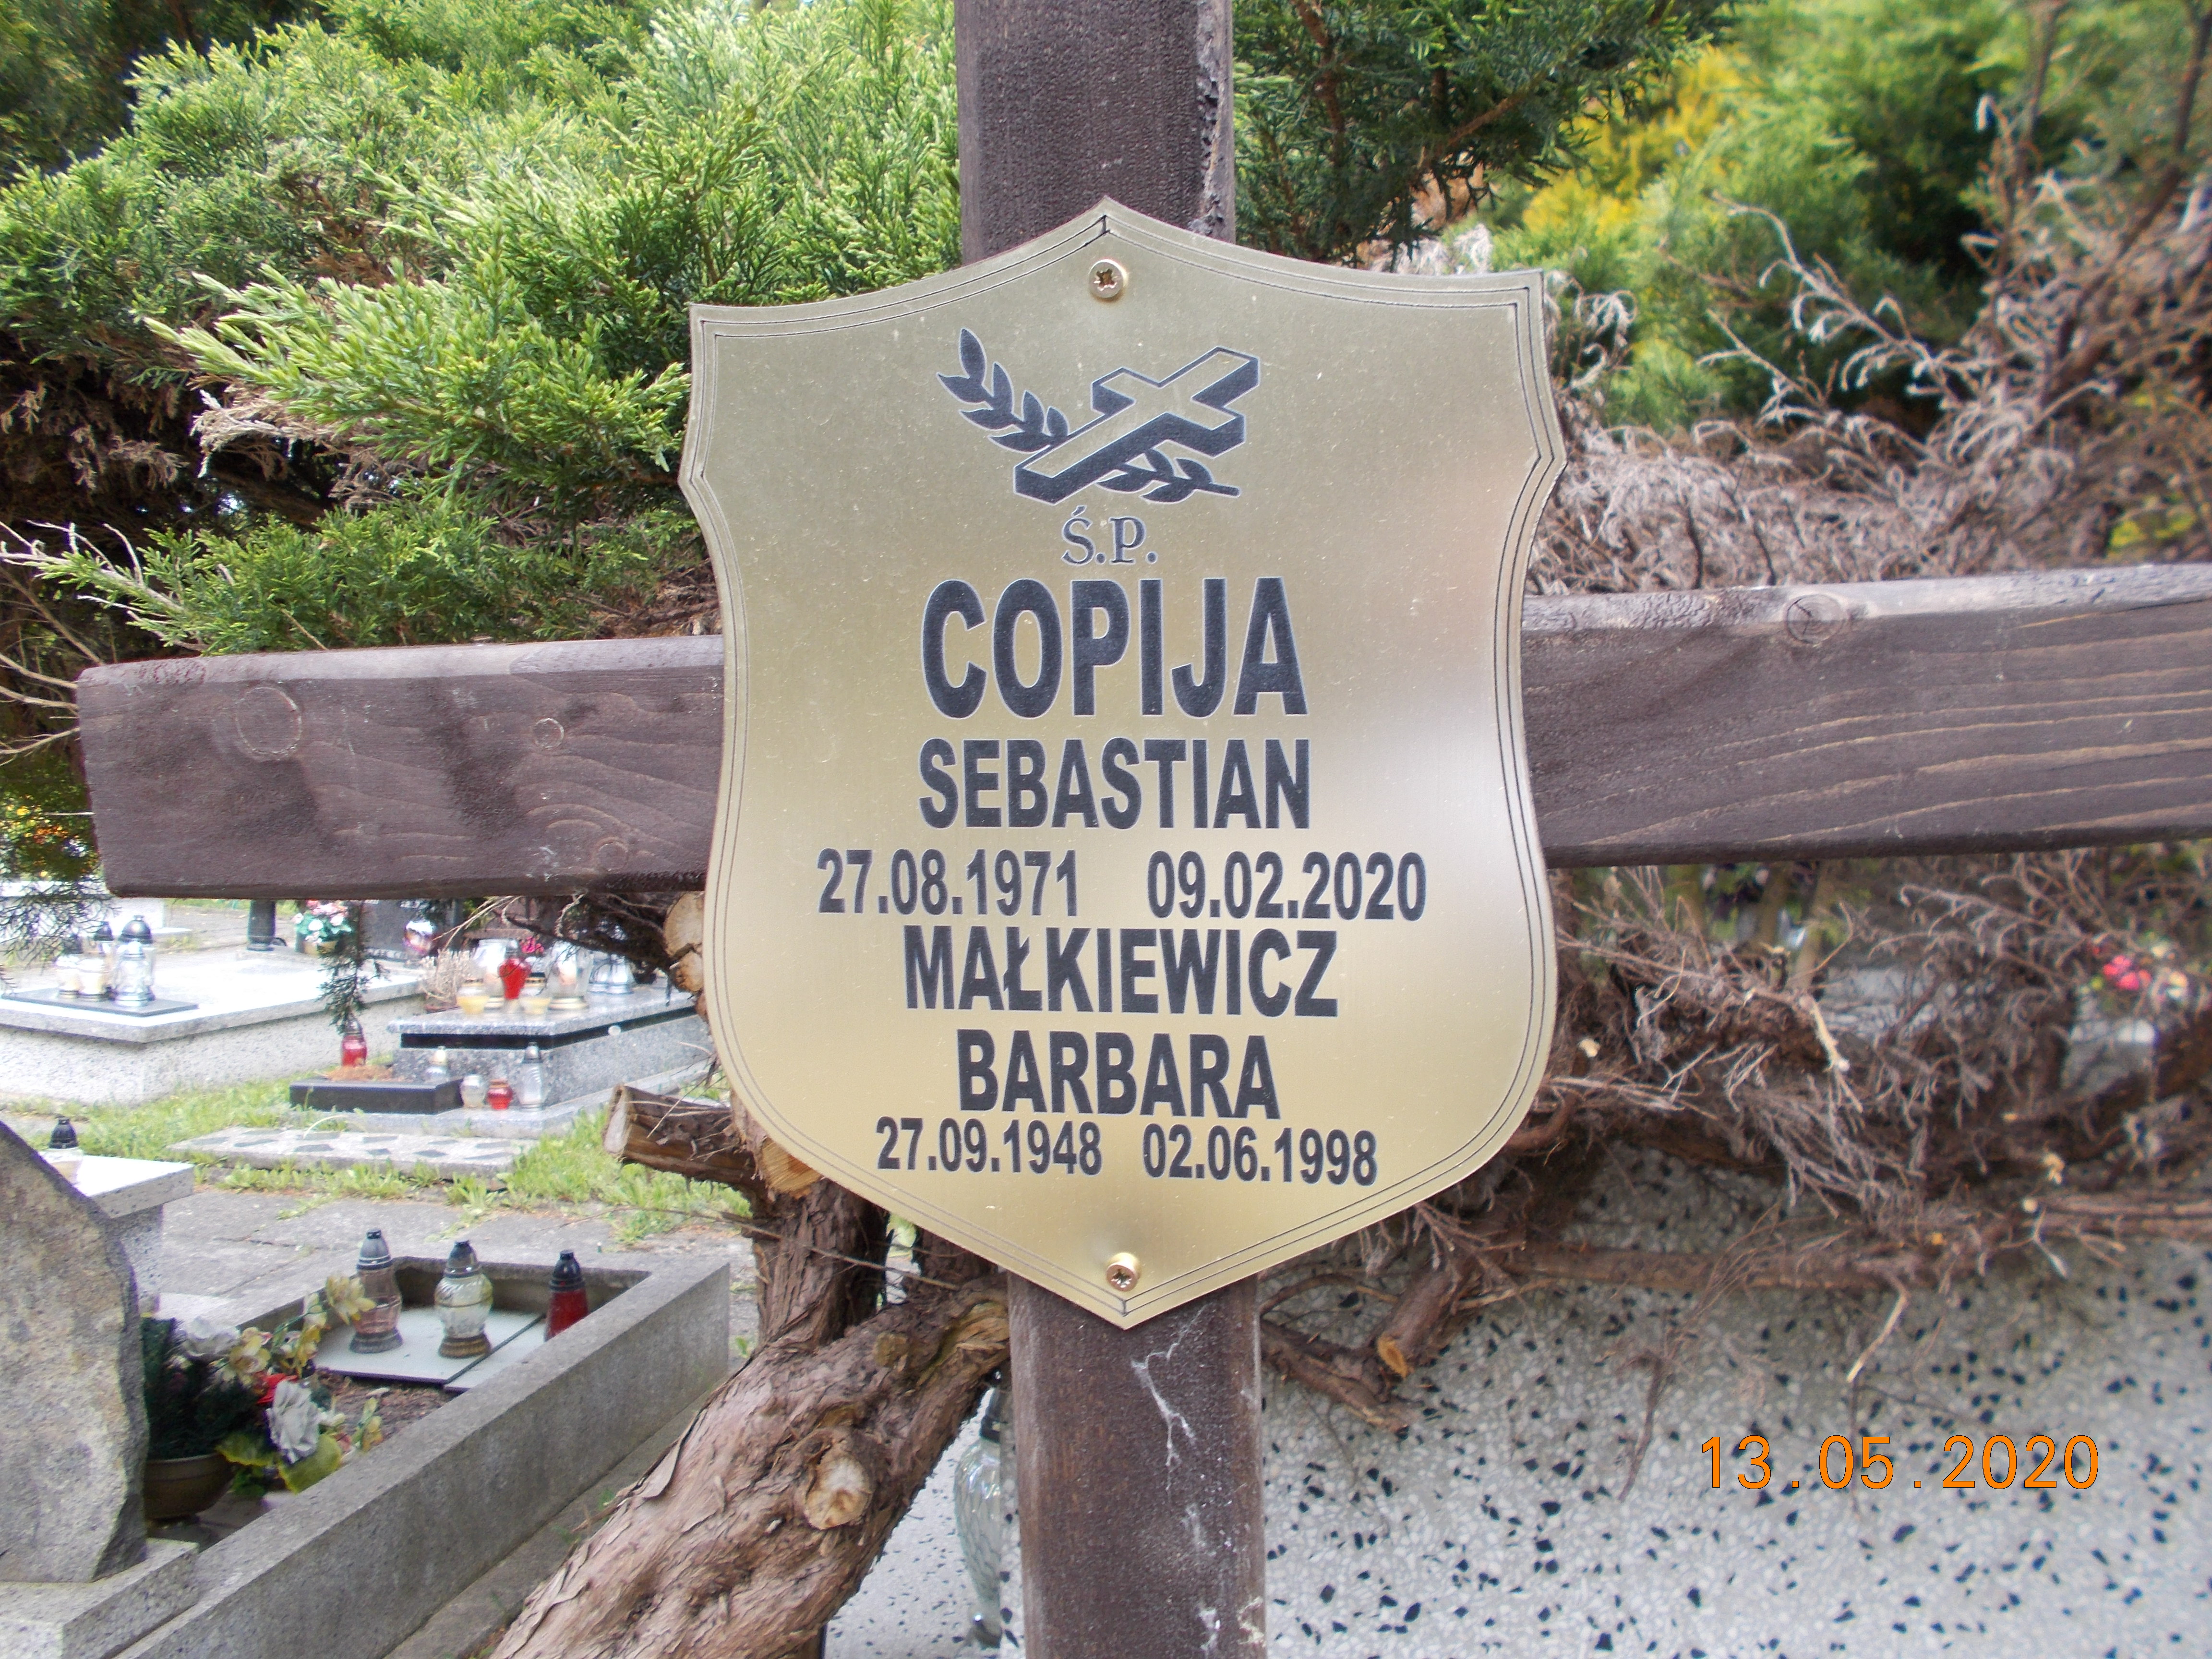 Ś.P.
COPIJA
SEBASTIAN
27.08.1971 09.02.2020
MAŁKIEWICZ
BARBARA
27.09.1948 02.06.1998
13.05.2020